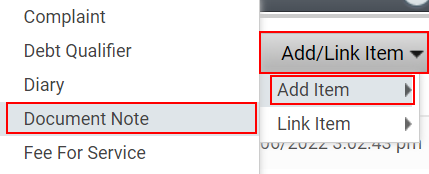 Complaint
Debt Qualifier
Diary
Document Note
Fee For Service
Add/Link Item
Add Item
Link Item